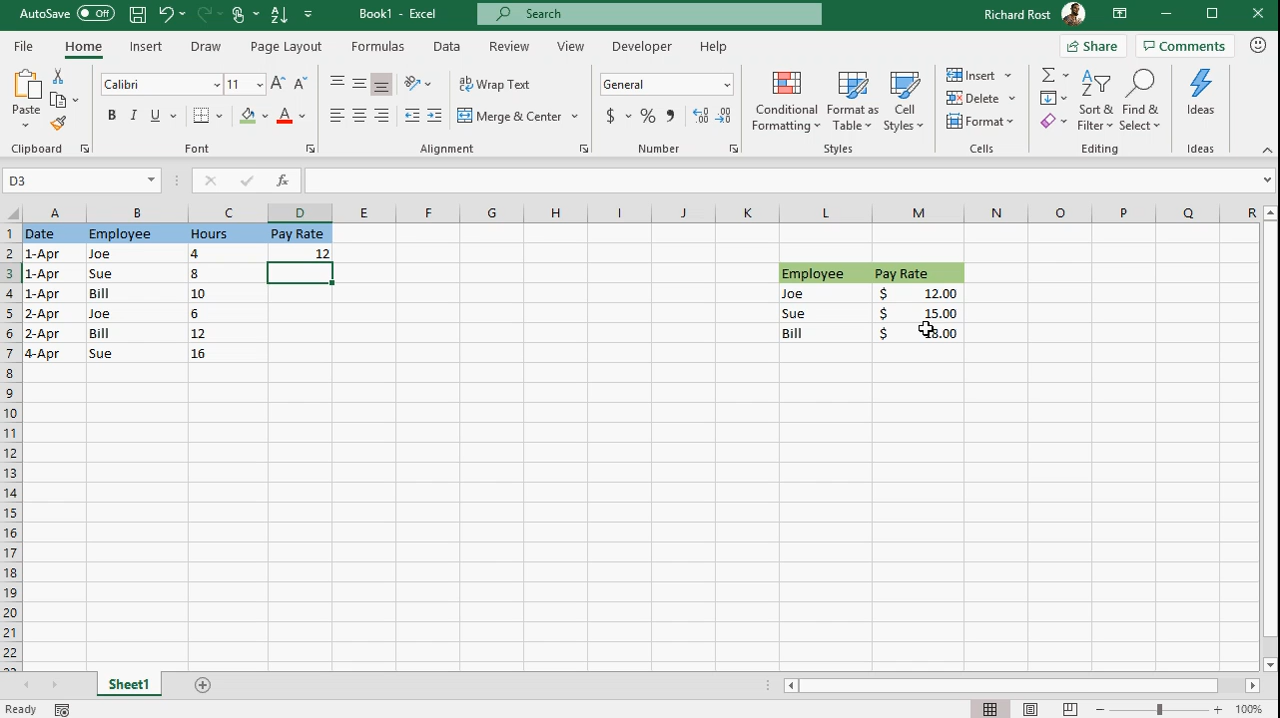 AutoSave Off Book1 - Excel Search Richard Rost
File Home Insert Draw Page Layout Formulas Data Review View Developer Help Share Comments
Paste Calibri 11 A A Wrap Text General Conditional Formatting Format as Table Cell Styles Insert Sort & Filter Find & Select Ideas
B I U A Merge & Center $ % Delete
Format
Clipboard Font Alignment Number Styles Cells Editing Ideas
D3 fx
A B C D E F G H I J K L M N O P Q R
1 Date Employee Hours Pay Rate
2 1-Apr Joe 4 12
3 1-Apr Sue 8 Employee Pay Rate
4 1-Apr Bill 10 Joe $ 12.00
5 2-Apr Joe 6 Sue $ 15.00
6 2-Apr Bill 12 Bill $ 8.00
7 4-Apr Sue 16
8
9
10
11
12
13
14
15
16
17
18
19
20
21
22
Sheet1
Ready 100%